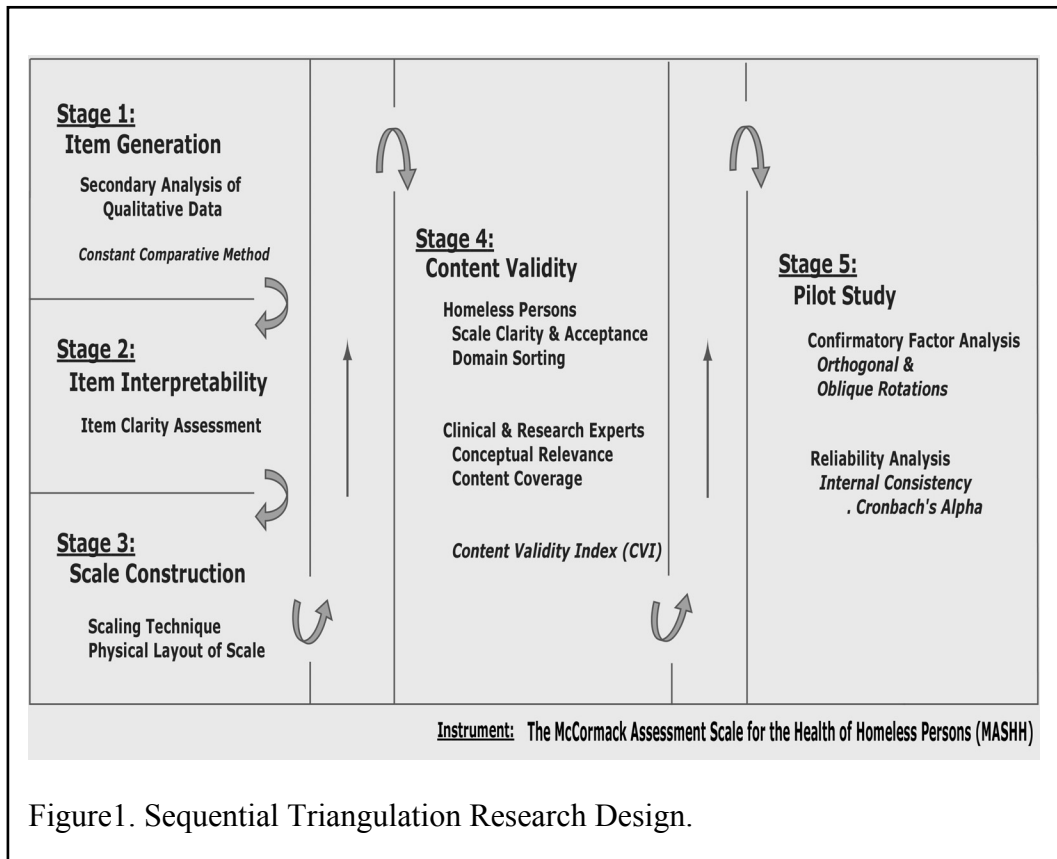 Stage 1:
Item Generation
Secondary Analysis of
Qualitative Data
Constant Comparative Method
Stage 2:
Item Interpretability
Item Clarity Assessment
Stage 3:
Scale Construction
Scaling Technique
Physical Layout of Scale
Stage 4:
Content Validity
Homeless Persons
Scale Clarity & Acceptance
Domain Sorting
Clinical & Research Experts
Conceptual Relevance
Content Coverage
Content Validity Index (CVI)
Stage 5:
Pilot Study
Confirmatory Factor Analysis
Orthogonal &
Oblique Rotations
Reliability Analysis
Internal Consistency
. Cronbach's Alpha
Instrument: The McCormack Assessment Scale for the Health of Homeless Persons (MASHH)
Figure1. Sequential Triangulation Research Design.